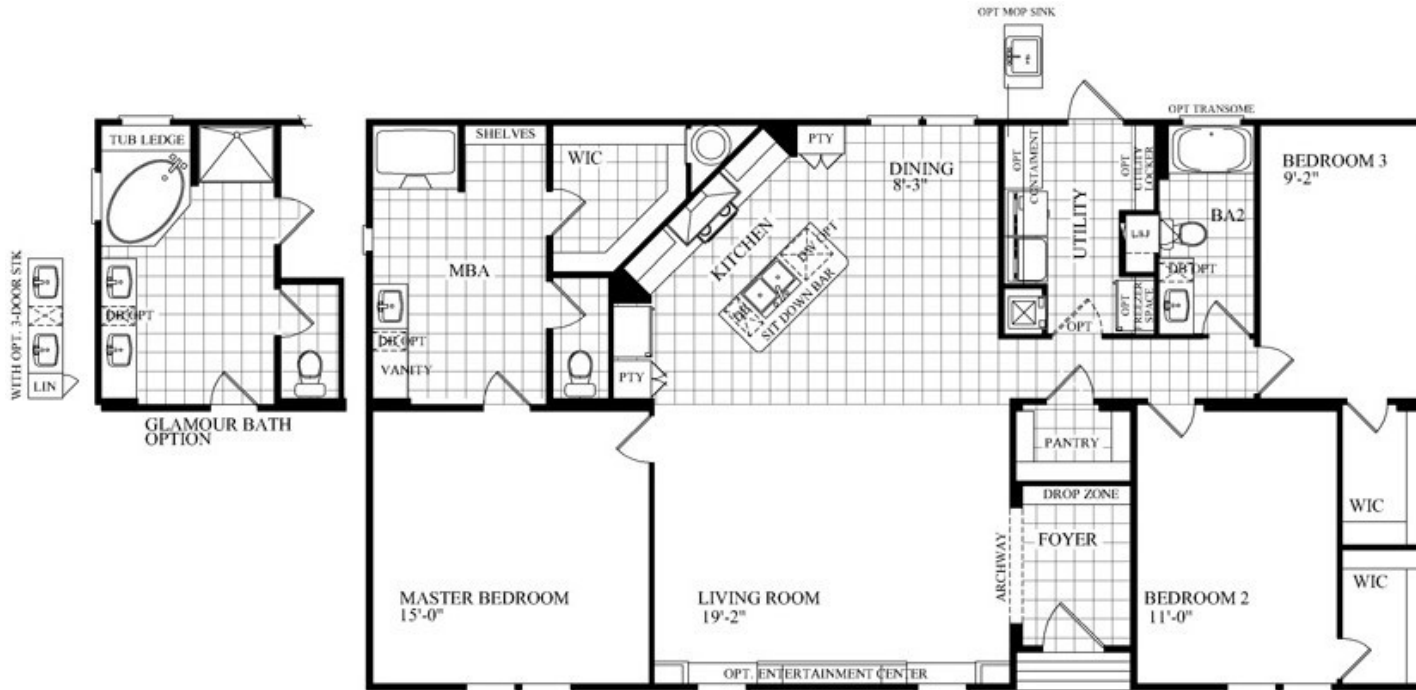 OPT MOP SINK
OPT TRANSOME
TUB LEDGE
WITH OPT. 3-DOOR STK
DB OPT
LIN
GLAMOUR BATH
OPTION
SHELVES
WIC
MBA
DB OPT
VANITY
PTY
DINING
8'-3"
KITCHEN
DW OPT
DB
SIT DOWN BAR
PTY
OPT
CONTAIMENT
OPT
UTILITY
LOCKER
UTILITY
OPT
FREEZER
SPACE
OPT
BA2
DB OPT
BEDROOM 3
9'-2"
PANTRY
DROP ZONE
FOYER
ARCHWAY
MASTER BEDROOM
15'-0"
LIVING ROOM
19'-2"
OPT. ENTERTAINMENT CENTER
BEDROOM 2
11'-0"
WIC
WIC